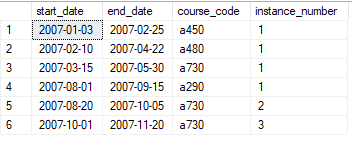 start_date end_date course_code instance_number
1 2007-01-03 2007-02-25 a450 1
2 2007-02-10 2007-04-22 a480 1
3 2007-03-15 2007-05-30 a730 1
4 2007-08-01 2007-09-15 a290 1
5 2007-08-20 2007-10-05 a730 2
6 2007-10-01 2007-11-20 a730 3